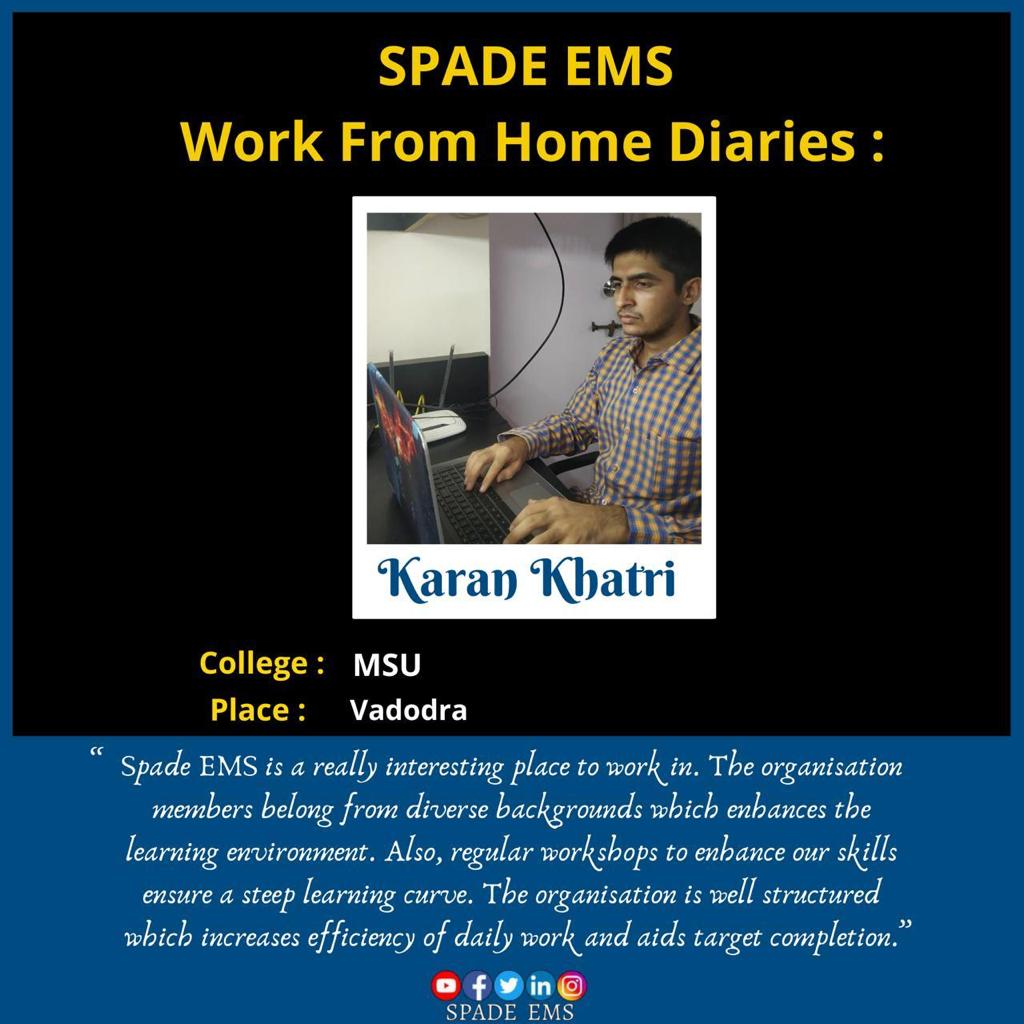 SPADE EMS
Work From Home Diaries :
Karan Khatri
College : MSU
Place : Vadodra
“ Spade EMS is a really interesting place to work in. The organisation
members belong from diverse backgrounds which enhances the
learning environment. Also, regular workshops to enhance our skills
ensure a steep learning curve. The organisation is well structured
which increases efficiency of daily work and aids target completion.”
SPADE EMS